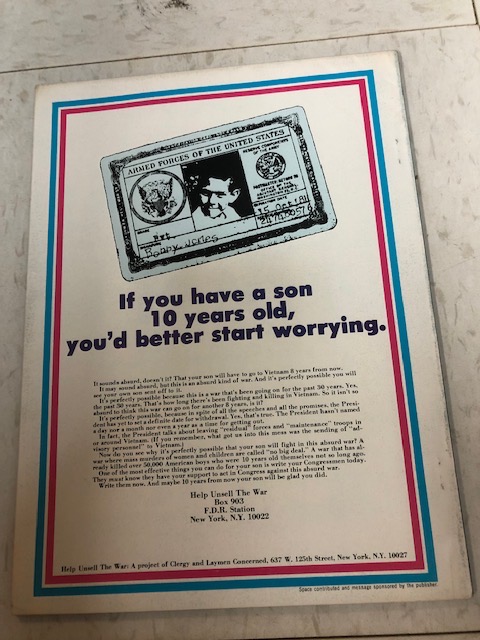 ARMED FORCES OF THE UNITED STATES
Bobby Jones
If you have a son
10 years old,
you'd better start worrying.
It sounds absurd, doesn't it? That your son will have to go to Vietnam 8 years from now.
It may sound absurd, but this is an absurd kind of war. And it's perfectly possible you will
see your own son sent off to it.
It's perfectly possible because this is a war that's been going on for the past 30 years. Yes,
the past 30 years. That's how long there's been fighting and killing in Vietnam. So it isn't so
absurd to think this war can go on for another 8 years, is it?
It's perfectly possible, because in spite of all the speeches and all the promises, the Presi-
dent has yet to set a definite date for withdrawal. Yes, that's true. The President hasn't named
a day nor a month nor even a year as a time for getting out.
In fact, the President talks about leaving "residual" forces and "maintenance" troops in
or around Vietnam. (If you remember, what got us into this mess was the sending of "ad-
visory personnel" to Vietnam.)
Now do you see why it's perfectly possible that your son will fight in this absurd war? A
war where mass murders of women and children are called "no big deal." A war that has al-
ready killed over 50,000 American boys who were 10 years old themselves not so long ago.
One of the most effective things you can do for your son is write your Congressmen today.
They must know they have your support to act in Congress against this absurd war.
Write them now. And maybe 10 years from now your son will be glad you did.
Help Unsell The War
Box 903
F.D.R. Station
New York, N.Y. 10022
Help Unsell The War: A project of Clergy and Laymen Concerned, 637 W. 125th Street, New York, N.Y. 10027
Space contributed and message sponsored by the publisher.